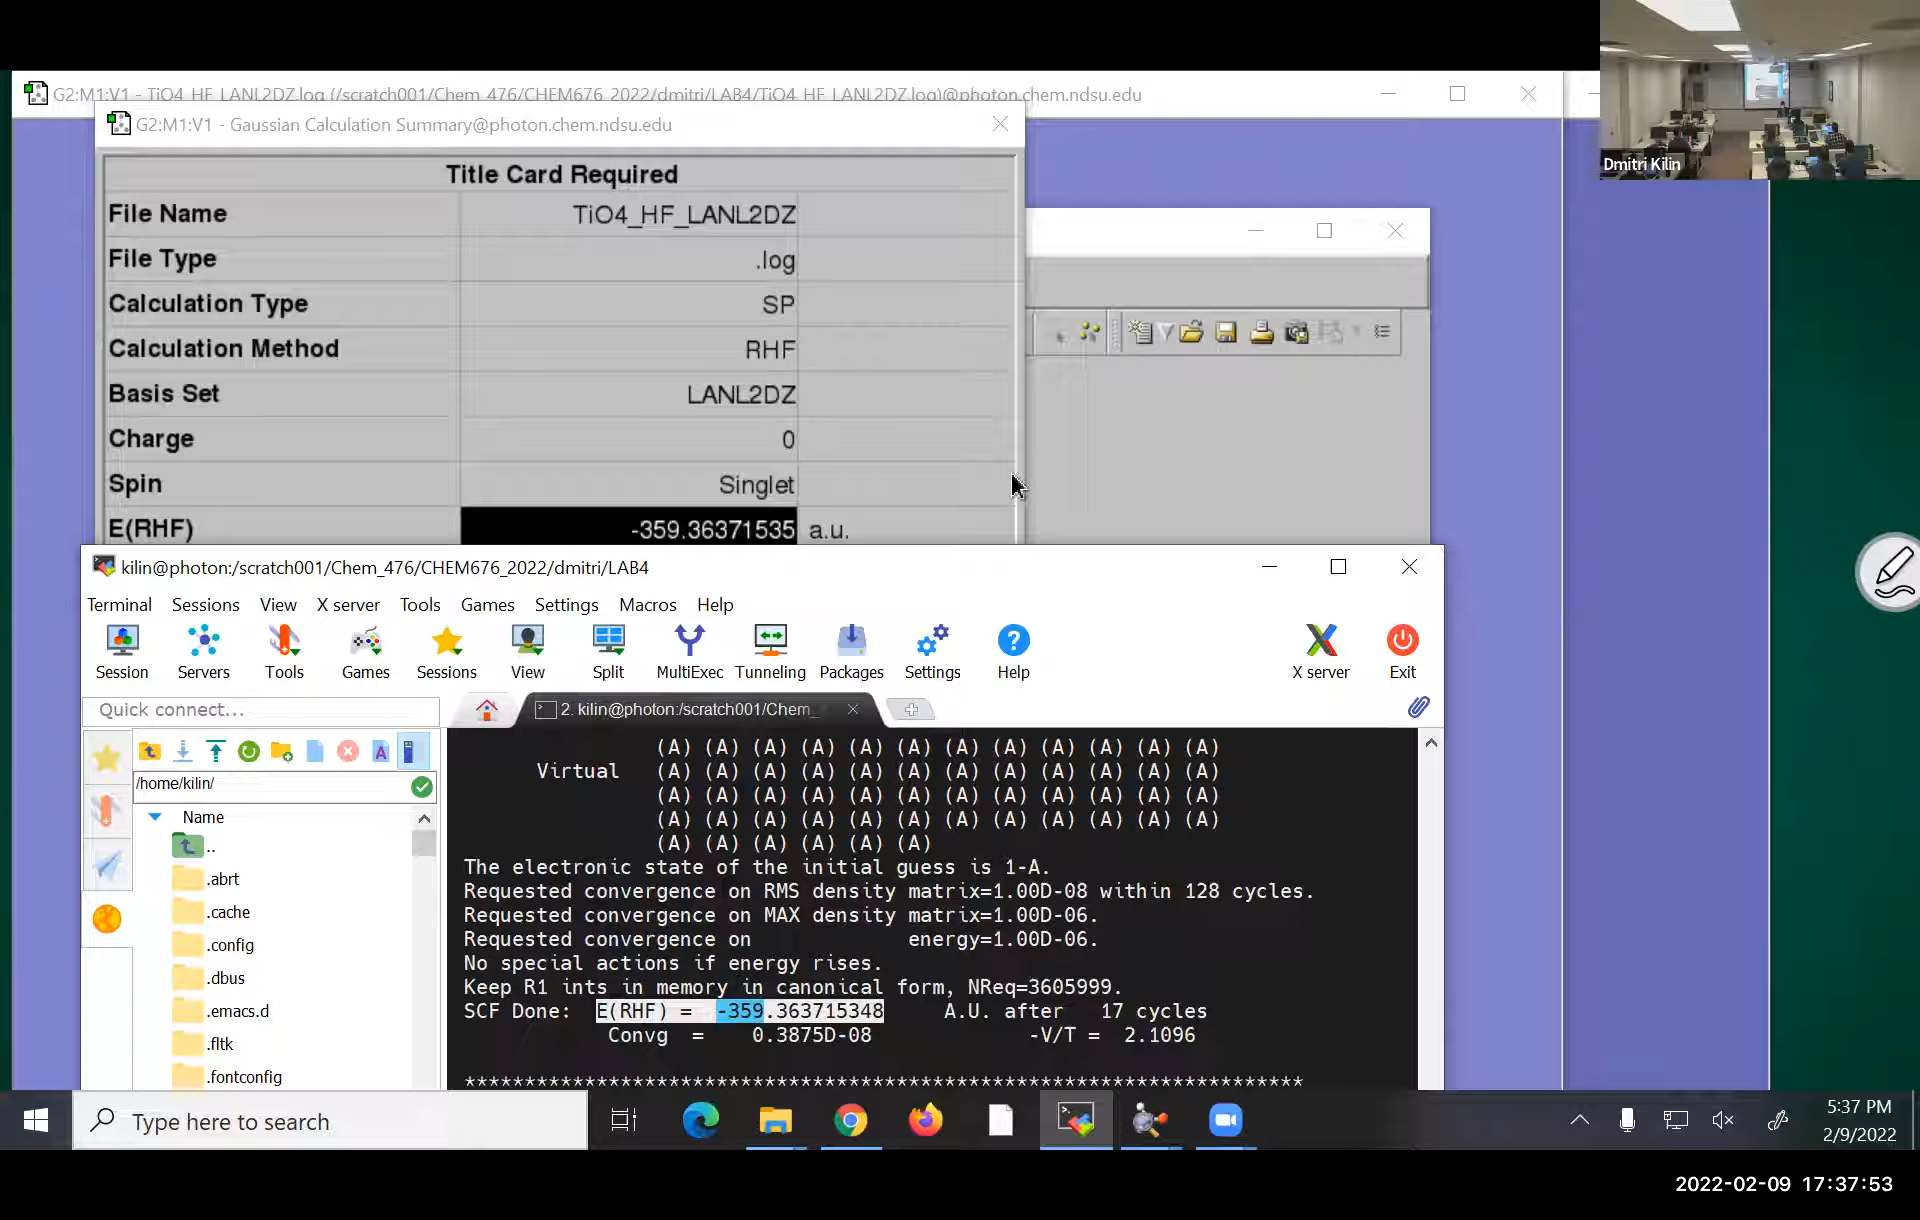 G2:M1:V1 - TiO4_HF_LANL2DZ.log (/scratch001/Chem_476/CHEM676_2022/dmitri/LAB4/TiO4_HF_LANL2DZ.log)@photon.chem.ndsu.edu
G2:M1:V1 - Gaussian Calculation Summary@photon.chem.ndsu.edu
Dmitri Kilin
Title Card Required
File Name TiO4_HF_LANL2DZ
File Type .log
Calculation Type SP
Calculation Method RHF
Basis Set LANL2DZ
Charge 0
Spin Singlet
E(RHF) -359.36371535 a.u.
kilin@photon:/scratch001/Chem_476/CHEM676_2022/dmitri/LAB4
Terminal Sessions View X server Tools Games Settings Macros Help
Session Servers Tools Games Sessions View Split MultiExec Tunneling Packages Settings Help X server Exit
Quick connect...
2. kilin@photon:/scratch001/Chem_
/home/kilin/
Name
..
.abrt
.cache
.config
.dbus
.emacs.d
.fltk
.fontconfig
(A) (A) (A) (A) (A) (A) (A) (A) (A) (A) (A) (A)
Virtual (A) (A) (A) (A) (A) (A) (A) (A) (A) (A) (A) (A)
(A) (A) (A) (A) (A) (A) (A) (A) (A) (A) (A) (A)
(A) (A) (A) (A) (A) (A) (A) (A) (A) (A) (A) (A)
(A) (A) (A) (A) (A) (A)
The electronic state of the initial guess is 1-A.
Requested convergence on RMS density matrix=1.00D-08 within 128 cycles.
Requested convergence on MAX density matrix=1.00D-06.
Requested convergence on energy=1.00D-06.
No special actions if energy rises.
Keep R1 ints in memory in canonical form, NReq=3605999.
SCF Done: E(RHF) = -359.363715348 A.U. after 17 cycles
Convg = 0.3875D-08 -V/T = 2.1096
**********************************************************************
Type here to search
5:37 PM
2/9/2022
2022-02-09 17:37:53